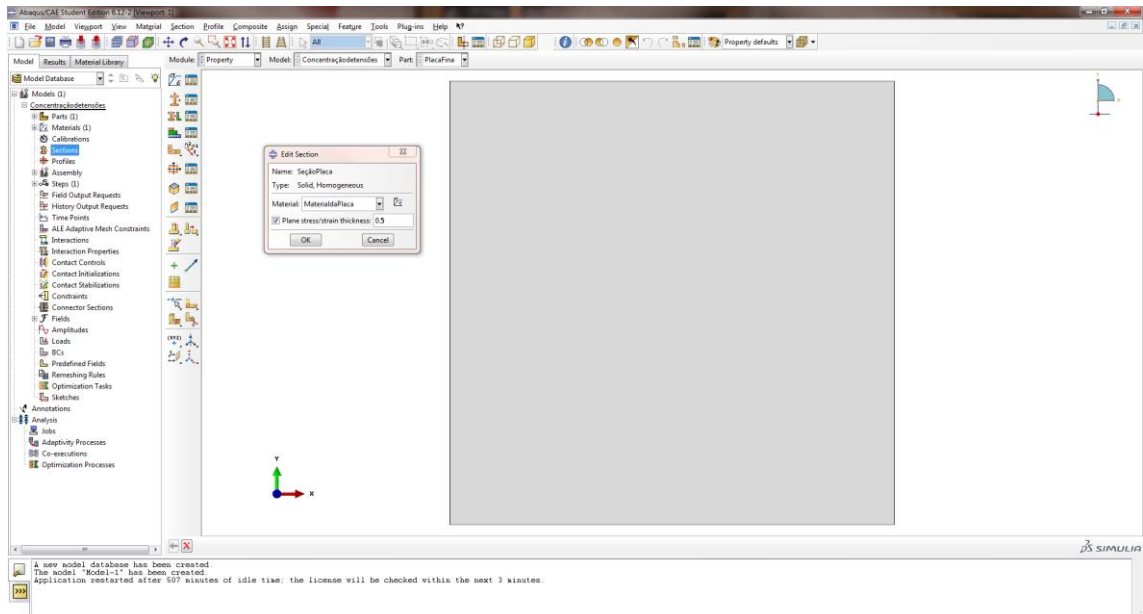 Abaqus/CAE Student Edition 6.12-2 [Viewport: 1]
File Model Viewport View Material Section Profile Composite Assign Special Feature Tools Plug-ins Help
All
Property defaults
Model Results Material Library
Module: Property Model: Concentraçãodetensões Part: PlacaFina
Model Database
Models (1)
Concentraçãodetensões
Parts (1)
Materials (1)
Calibrations
Sections
Profiles
Assembly
Steps (1)
Field Output Requests
History Output Requests
Time Points
ALE Adaptive Mesh Constraints
Interactions
Interaction Properties
Contact Controls
Contact Initializations
Contact Stabilizations
Constraints
Connector Sections
Fields
Amplitudes
Loads
BCs
Predefined Fields
Remeshing Rules
Optimization Tasks
Sketches
Annotations
Analysis
Jobs
Adaptivity Processes
Co-executions
Optimization Processes
Edit Section
Name: SeçãoPlaca
Type: Solid, Homogeneous
Material: MaterialdaPlaca
Plane stress/strain thickness: 0.5
OK Cancel
Y
X
SIMULIA
A new model database has been created.
The model "Model-1" has been created.
Application restarted after 507 minutes of idle time; the license will be checked within the next 3 minutes.
>>>